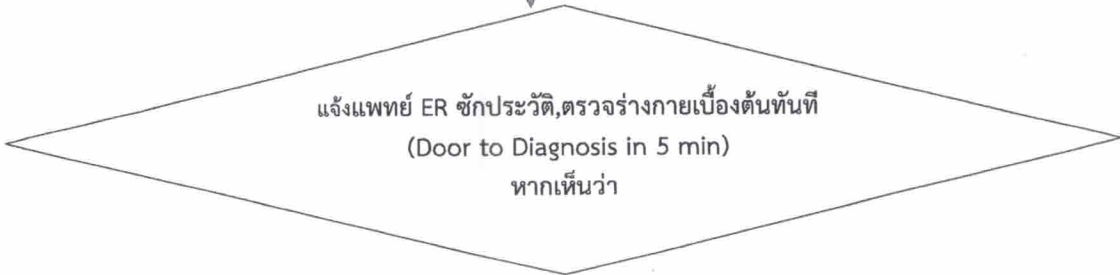 แจ้งแพทย์ ER ซักประวัติ,ตรวจร่างกายเบื้องต้นทันที
(Door to Diagnosis in 5 min)
หากเห็นว่า